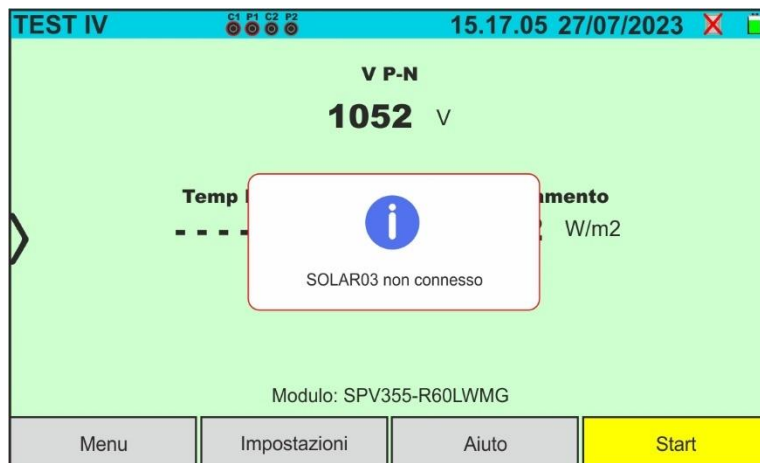 TEST IV C1 P1 C2 P2 15.17.05 27/07/2023
V P-N
1052 V
Temp
W/m2
SOLAR03 non connesso
Modulo: SPV355-R60LWMG
Menu Impostazioni Aiuto Start